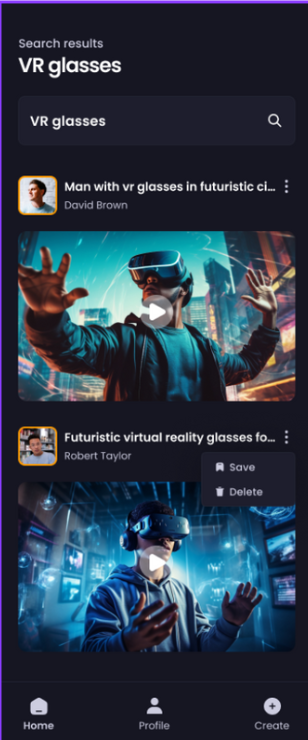 Search results
VR glasses
VR glasses
Man with vr glasses in futuristic ci...
David Brown
Futuristic virtual reality glasses fo...
Robert Taylor
Save
Delete
Home
Profile
Create